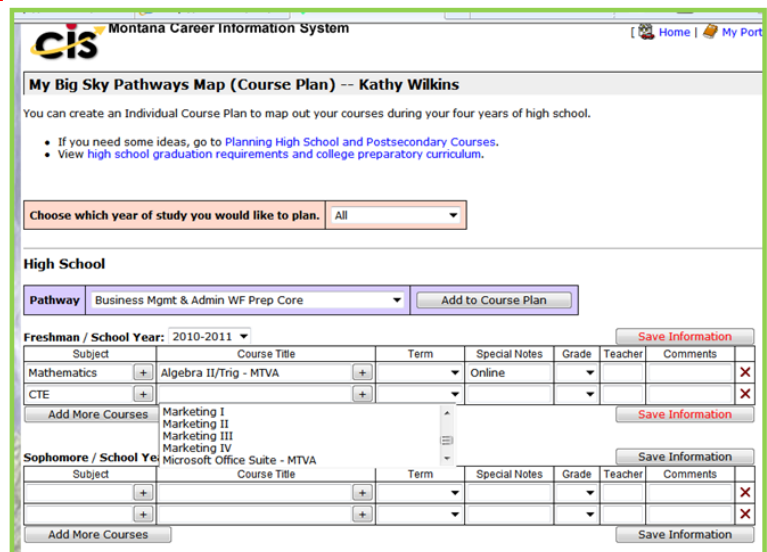 cis Montana Career Information System [ Home | My Port
My Big Sky Pathways Map (Course Plan) -- Kathy Wilkins
You can create an Individual Course Plan to map out your courses during your four years of high school.
• If you need some ideas, go to Planning High School and Postsecondary Courses.
• View high school graduation requirements and college preparatory curriculum.
Choose which year of study you would like to plan. All
High School
Pathway Business Mgmt & Admin WF Prep Core Add to Course Plan
Freshman / School Year: 2010-2011 Save Information
Subject Course Title Term Special Notes Grade Teacher Comments
Mathematics + Algebra II/Trig - MTVA + Online X
CTE + + X
Add More Courses Marketing I Save Information
Marketing II
Marketing III
Marketing IV
Sophomore / School Ye Microsoft Office Suite - MTVA Save Information
Subject Course Title Term Special Notes Grade Teacher Comments
+ + X
+ + X
Add More Courses Save Information